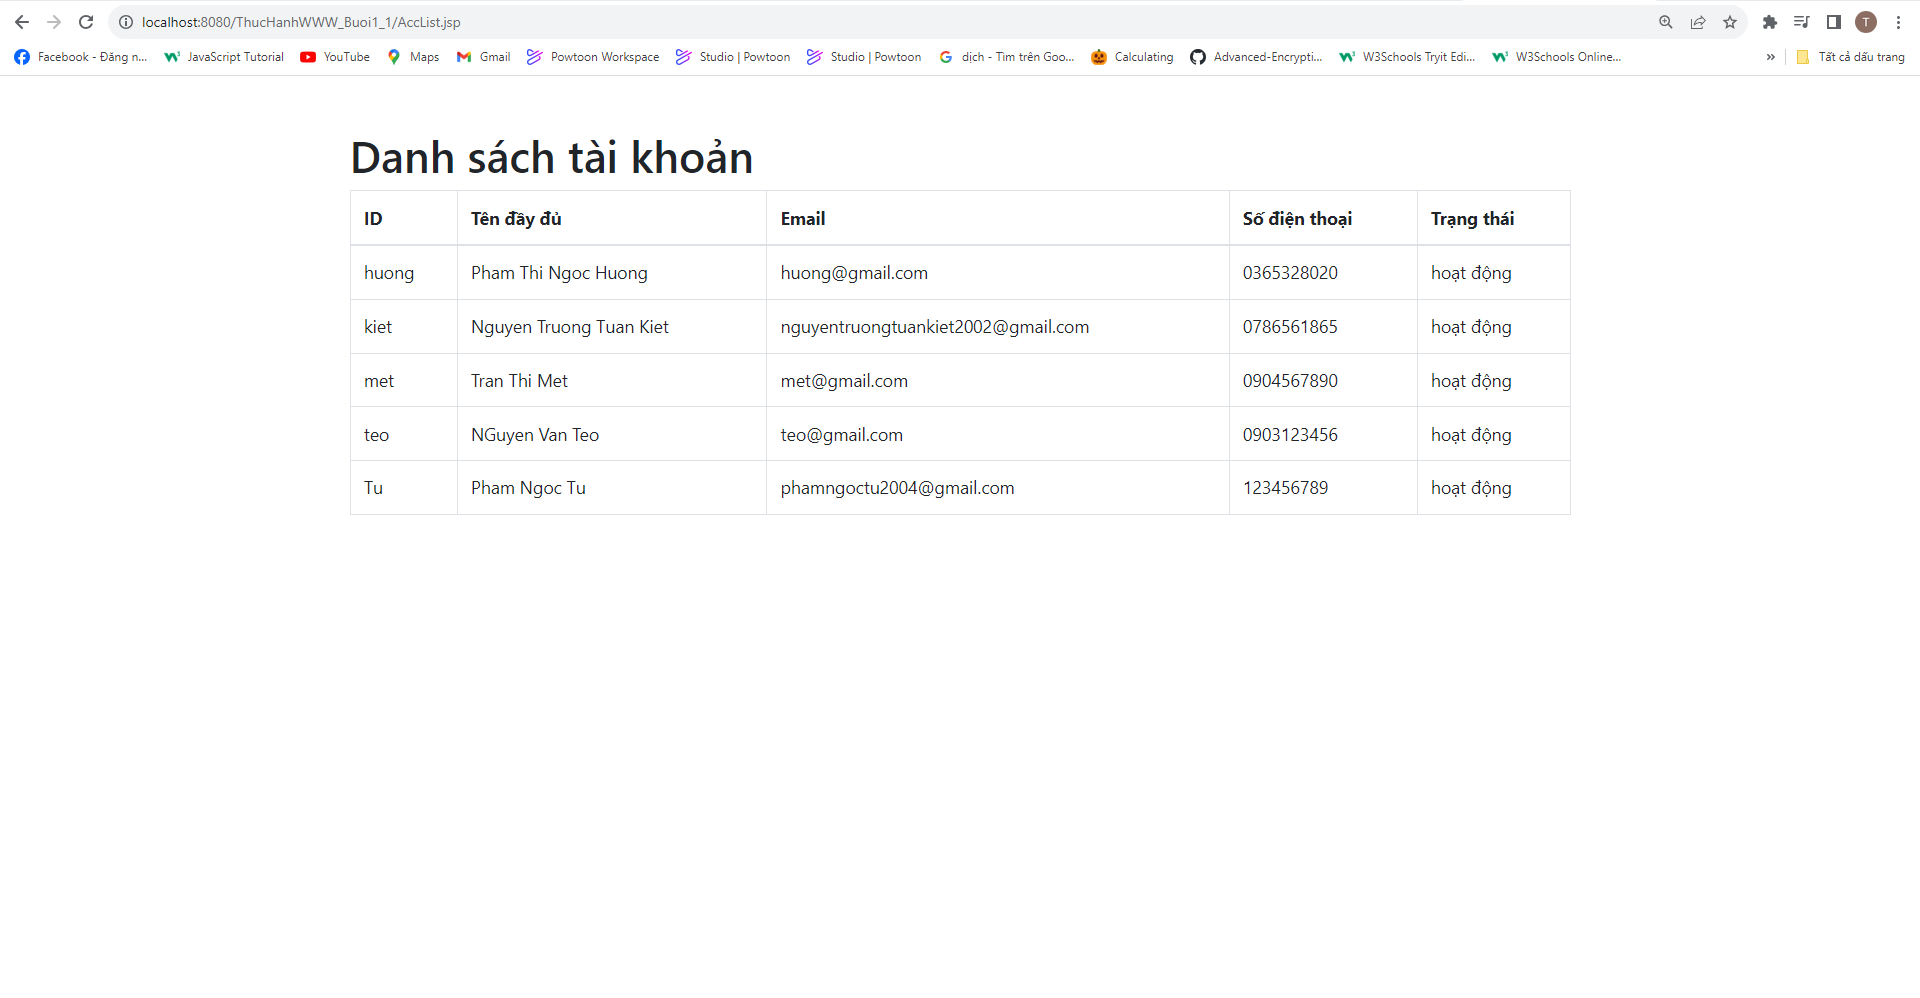 localhost:8080/ThucHanhWWW_Buoi1_1/AccList.jsp T
Facebook - Đăng n... JavaScript Tutorial YouTube Maps Gmail Powtoon Workspace Studio | Powtoon Studio | Powtoon dịch - Tìm trên Goo... Calculating Advanced-Encrypti... W3Schools Tryit Edi... W3Schools Online... » Tất cả dấu trang
Danh sách tài khoản
ID Tên đầy đủ Email Số điện thoại Trạng thái
huong Pham Thi Ngoc Huong huong@gmail.com 0365328020 hoạt động
kiet Nguyen Truong Tuan Kiet nguyentruongtuankiet2002@gmail.com 0786561865 hoạt động
met Tran Thi Met met@gmail.com 0904567890 hoạt động
teo NGuyen Van Teo teo@gmail.com 0903123456 hoạt động
Tu Pham Ngoc Tu phamngoctu2004@gmail.com 123456789 hoạt động